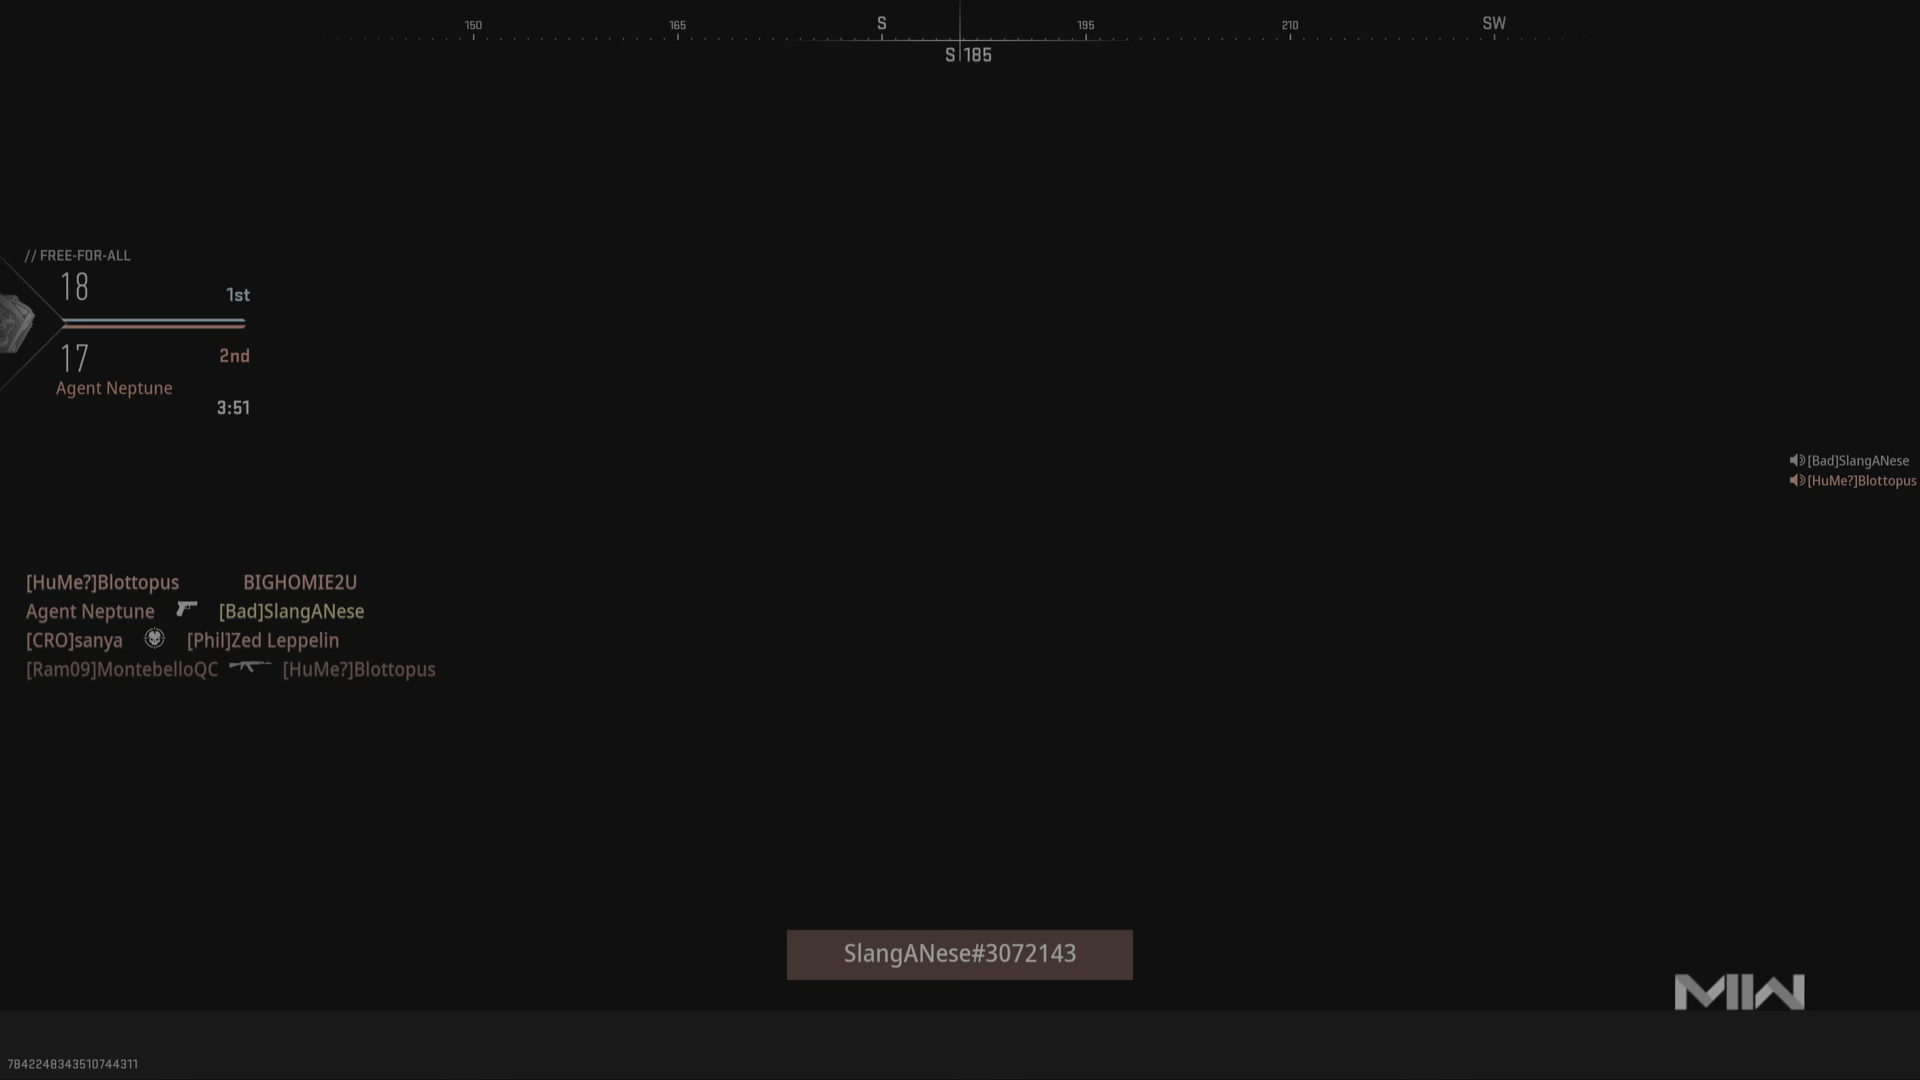 150 165 S 195 210 SW
S 185
// FREE-FOR-ALL
18 1st
17 2nd
Agent Neptune
3:51
[Bad]SlangANese
[HuMe?]Blottopus
[HuMe?]Blottopus BIGHOMIE2U
Agent Neptune [Bad]SlangANese
[CRO]sanya [Phil]Zed Leppelin
[Ram09]MontebelloQC [HuMe?]Blottopus
SlangANese#3072143
MIW
7842248343510744311